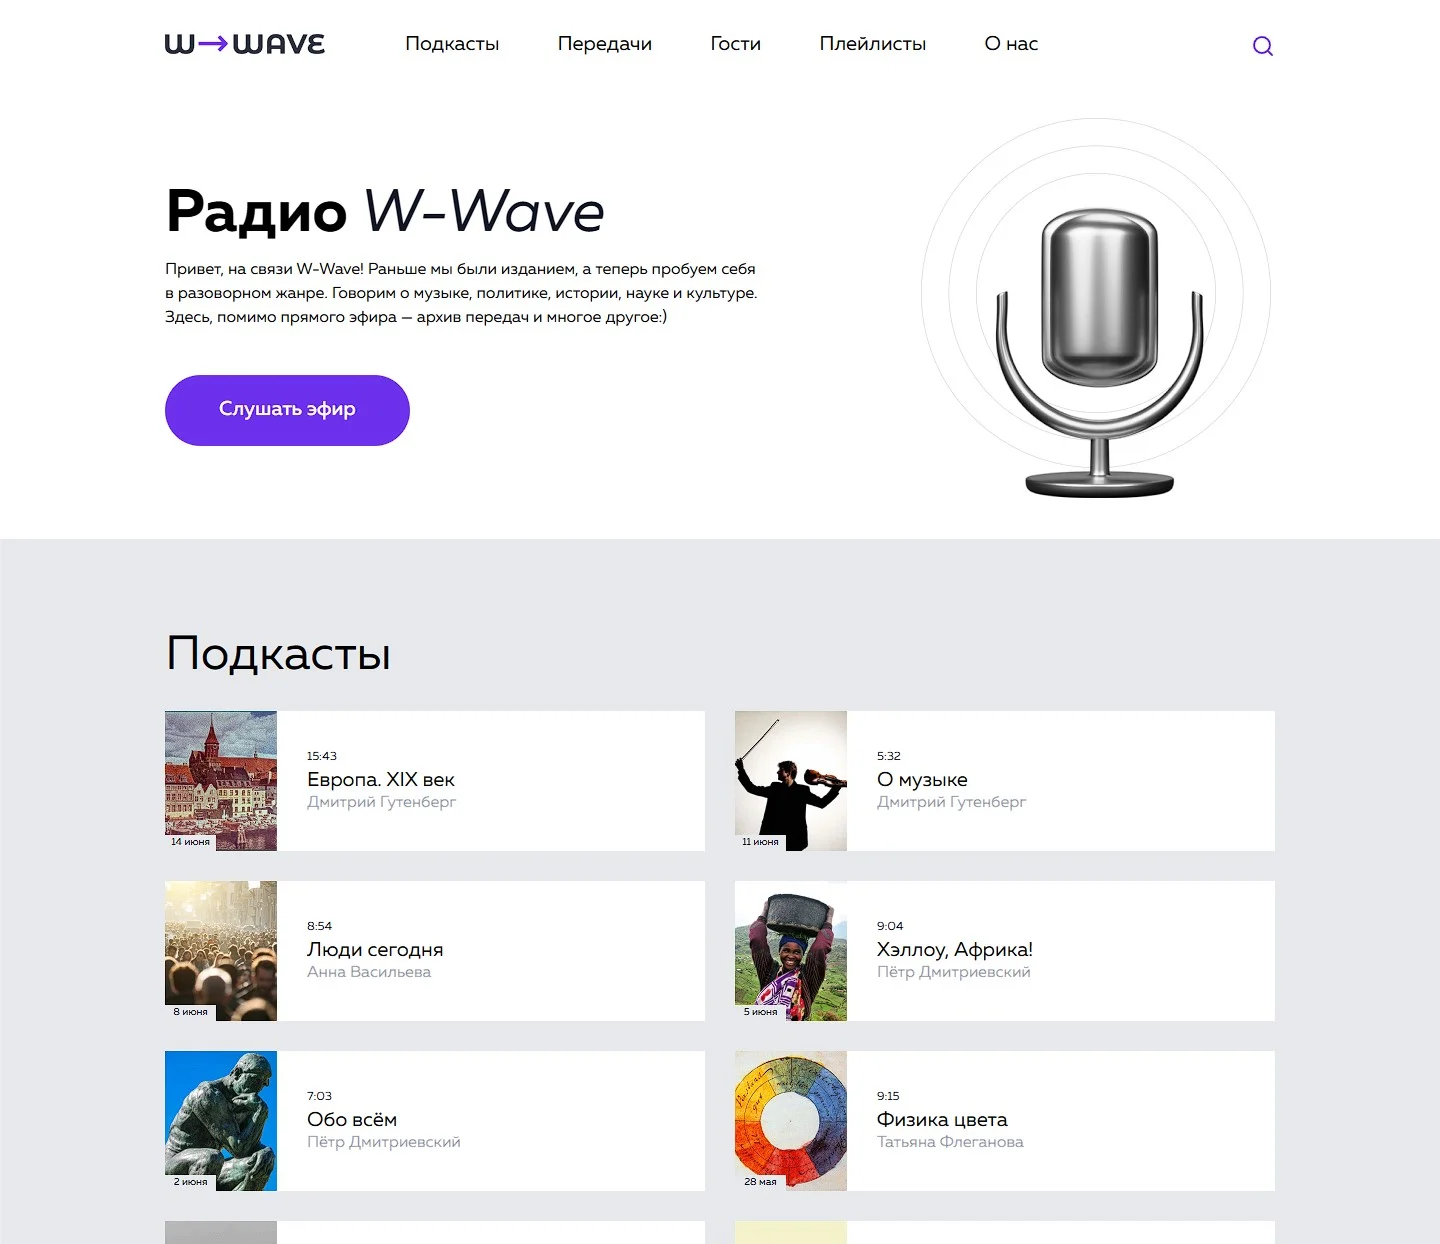 W→WAVE
Подкасты
Передачи
Гости
Плейлисты
О нас
Радио W-Wave
Привет, на связи W-Wave! Раньше мы были изданием, а теперь пробуем себя
в разоворном жанре. Говорим о музыке, политике, истории, науке и культуре.
Здесь, помимо прямого эфира — архив передач и многое другое:)
Слушать эфир
Подкасты
15:43
Европа. XIX век
Дмитрий Гутенберг
14 июня
5:32
О музыке
Дмитрий Гутенберг
11 июня
8:54
Люди сегодня
Анна Васильева
8 июня
9:04
Хэллоу, Африка!
Пётр Дмитриевский
5 июня
7:03
Обо всём
Пётр Дмитриевский
2 июня
9:15
Физика цвета
Татьяна Флеганова
28 мая